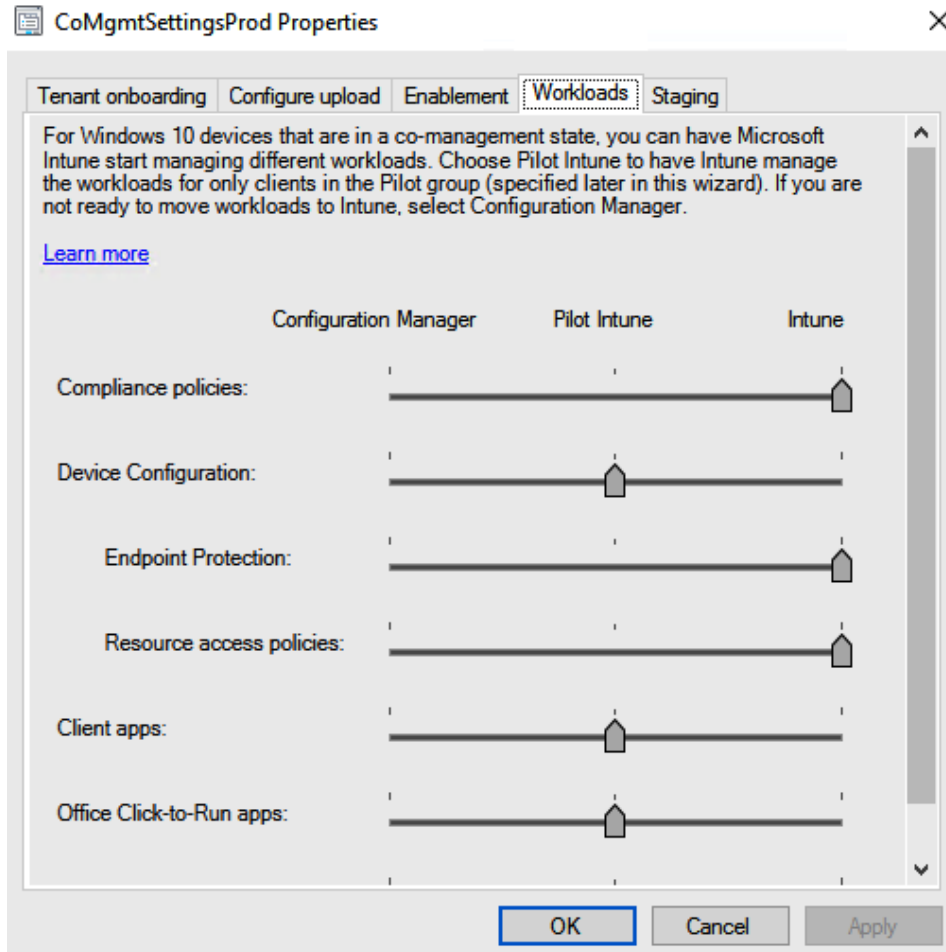 CoMgmtSettingsProd Properties
Tenant onboarding Configure upload Enablement Workloads Staging
For Windows 10 devices that are in a co-management state, you can have Microsoft
Intune start managing different workloads. Choose Pilot Intune to have Intune manage
the workloads for only clients in the Pilot group (specified later in this wizard). If you are
not ready to move workloads to Intune, select Configuration Manager.
Learn more
Configuration Manager Pilot Intune Intune
Compliance policies:
Device Configuration:
Endpoint Protection:
Resource access policies:
Client apps:
Office Click-to-Run apps:
OK Cancel Apply